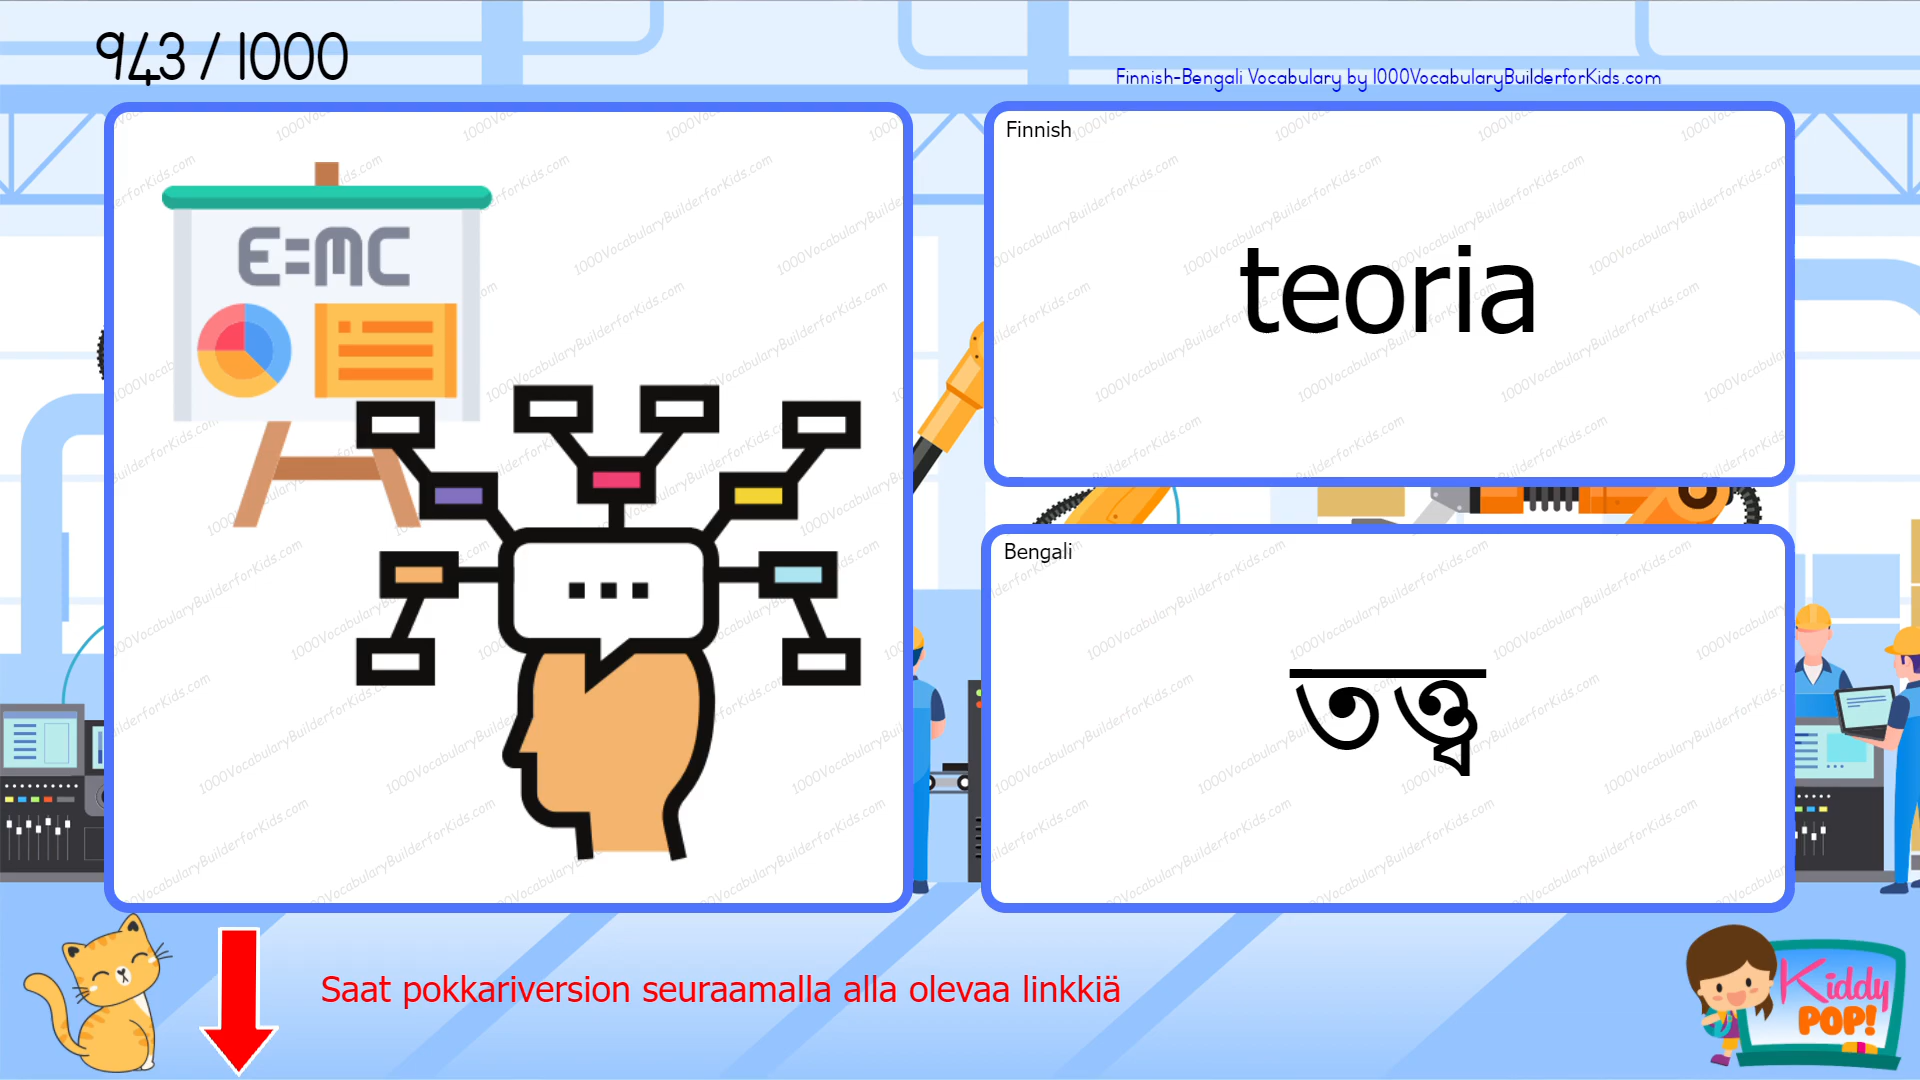 943 / 1000
Finnish-Bengali Vocabulary by 1000VocabularyBuilderforKids.com
E=MC
Finnish
teoria
Bengali
তত্ত্ব
Saat pokkariversion seuraamalla alla olevaa linkkiä
Kiddy
POP!